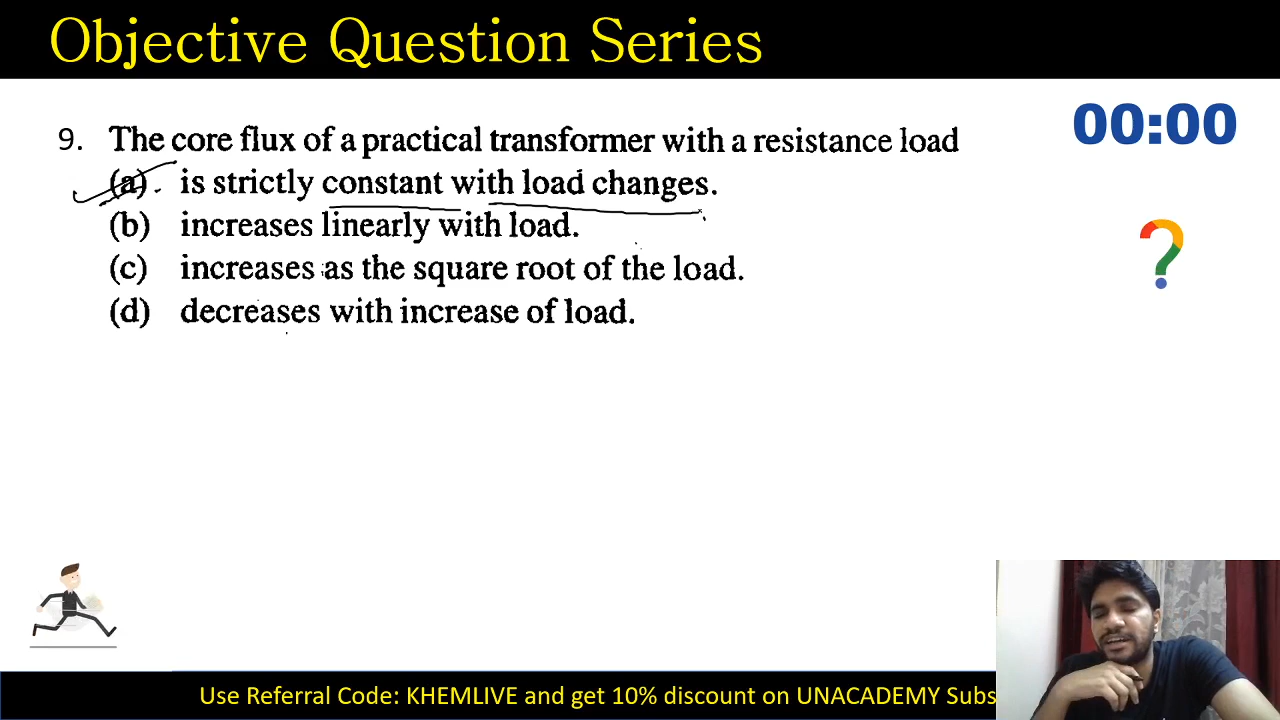 Objective Question Series
00:00
9. The core flux of a practical transformer with a resistance load
(a) is strictly constant with load changes.
(b) increases linearly with load.
(c) increases as the square root of the load.
(d) decreases with increase of load.
?
Use Referral Code: KHEMLIVE and get 10% discount on UNACADEMY Subs